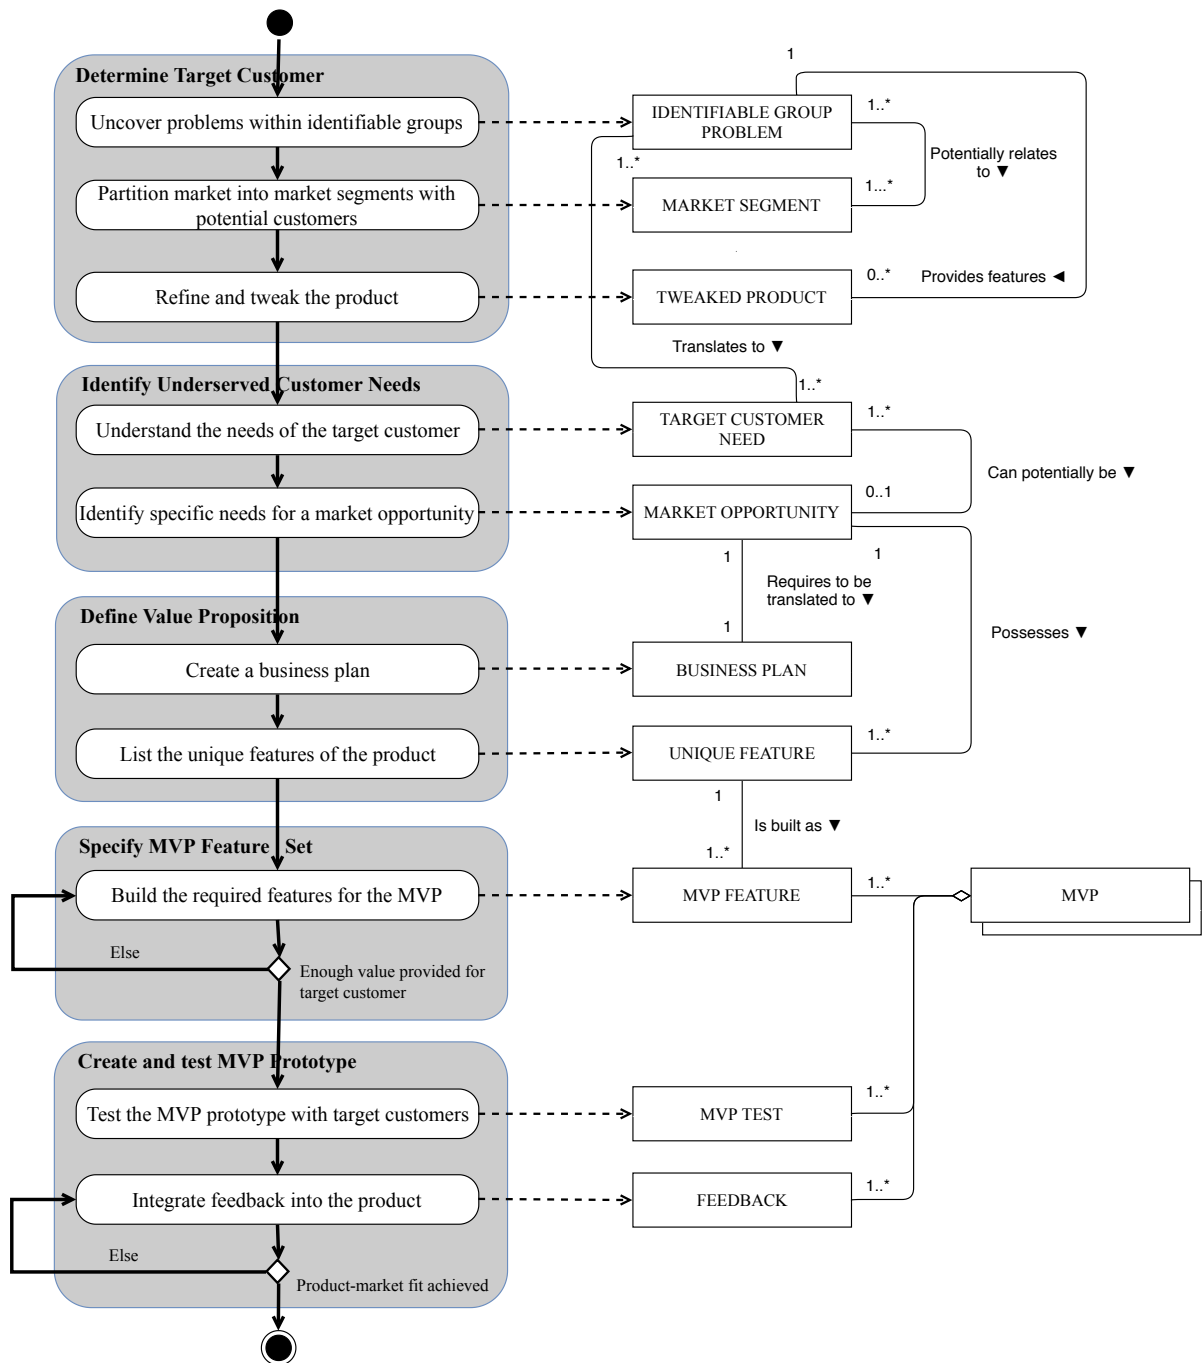 Determine Target Customer
Uncover problems within identifiable groups
Partition market into market segments with
potential customers
Refine and tweak the product
1
IDENTIFIABLE GROUP
PROBLEM
1..*
1..*
Potentially relates
to ▼
MARKET SEGMENT
1...*
TWEAKED PRODUCT
0..*
Provides features ◄
Translates to ▼
Identify Underserved Customer Needs
Understand the needs of the target customer
Identify specific needs for a market opportunity
1..*
TARGET CUSTOMER
NEED
1..*
Can potentially be ▼
MARKET OPPORTUNITY
0..1
1
1
Requires to be
translated to ▼
1
Possesses ▼
Define Value Proposition
Create a business plan
List the unique features of the product
BUSINESS PLAN
UNIQUE FEATURE
1..*
1
Is built as ▼
1..*
Specify MVP Feature Set
Build the required features for the MVP
Else
Enough value provided for
target customer
MVP FEATURE
1..*
MVP
Create and test MVP Prototype
Test the MVP prototype with target customers
Integrate feedback into the product
Else
Product-market fit achieved
MVP TEST
1..*
FEEDBACK
1..*